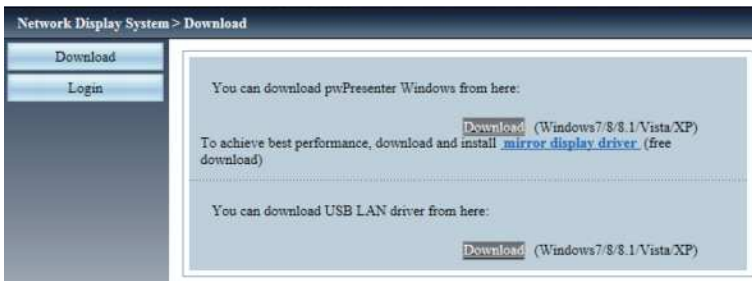 Network Display System > Download
Download
Login
You can download pwPresenter Windows from here:
Download (Windows7/8/8.1/Vista/XP)
To achieve best performance, download and install mirror display driver (free
download)
You can download USB LAN driver from here:
Download (Windows7/8/8.1/Vista/XP)